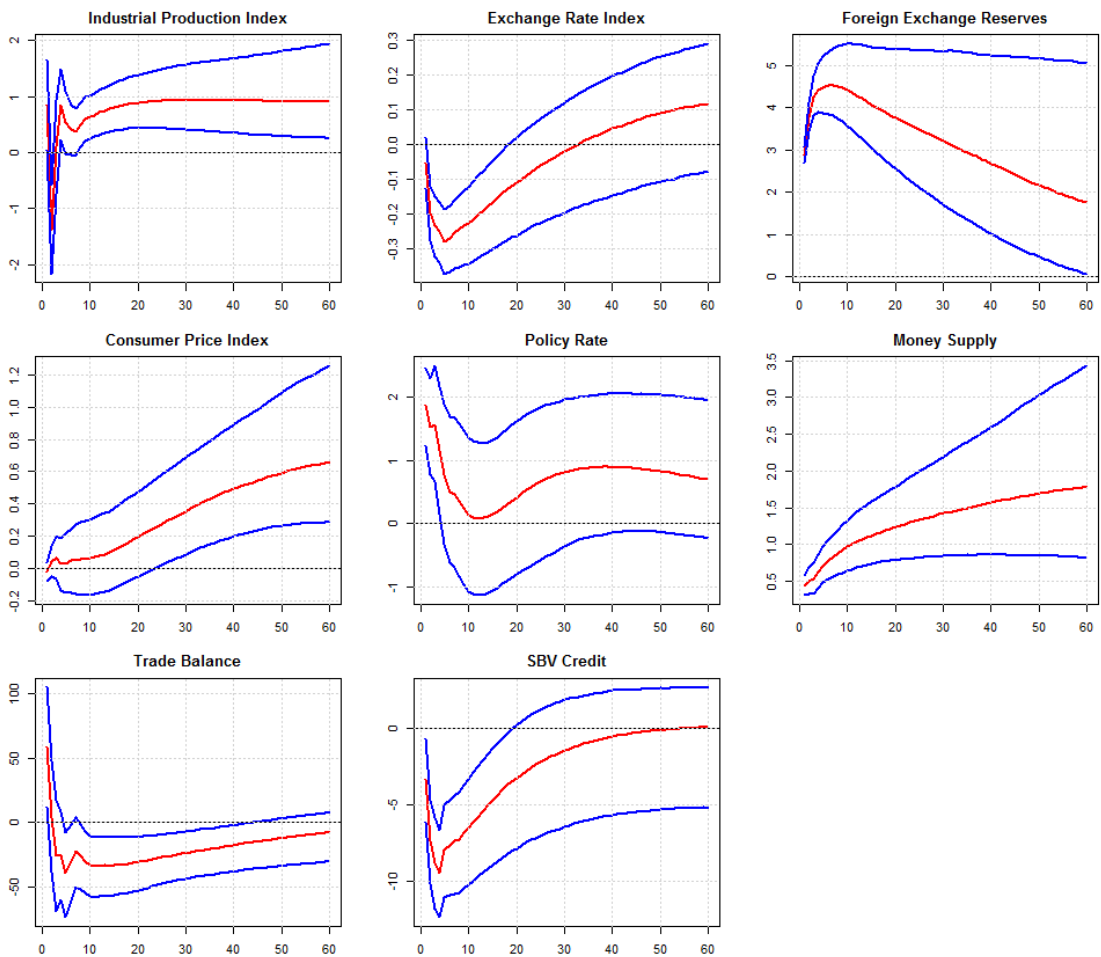 Industrial Production Index
2
1
0
-1
-2
0 10 20 30 40 50 60
Exchange Rate Index
0.3
0.2
0.1
0.0
-0.1
-0.2
-0.3
0 10 20 30 40 50 60
Foreign Exchange Reserves
5
4
3
2
1
0
0 10 20 30 40 50 60
Consumer Price Index
1.2
1.0
0.8
0.6
0.4
0.2
0.0
-0.2
0 10 20 30 40 50 60
Policy Rate
2
1
0
-1
0 10 20 30 40 50 60
Money Supply
3.5
3.0
2.5
2.0
1.5
1.0
0.5
0 10 20 30 40 50 60
Trade Balance
100
50
0
-50
0 10 20 30 40 50 60
SBV Credit
0
-5
-10
0 10 20 30 40 50 60